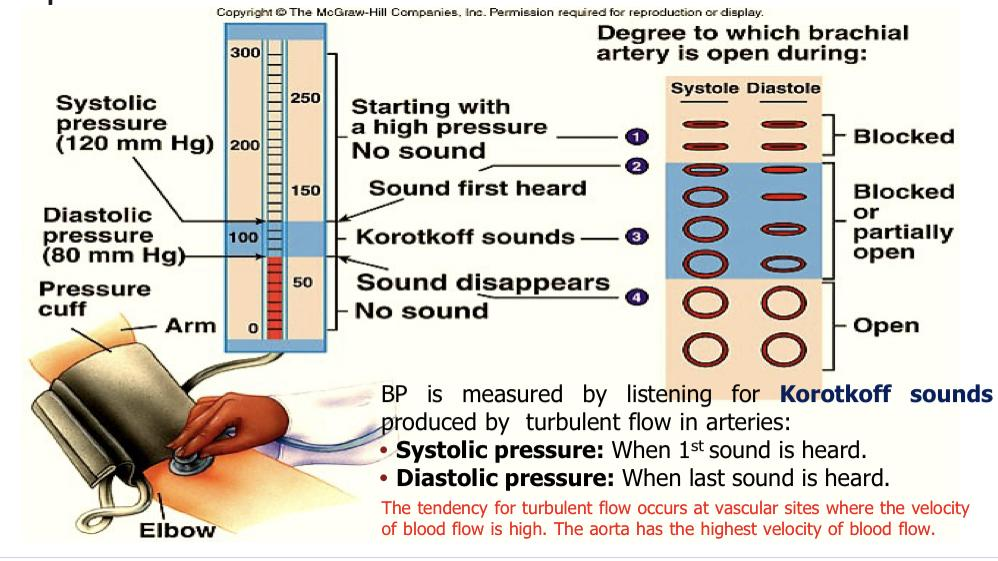 Copyright © The McGraw-Hill Companies, Inc. Permission required for reproduction or display.
Degree to which brachial
artery is open during:
Systole Diastole
300
250
200
150
100
50
0
Systolic
pressure
(120 mm Hg)
Diastolic
pressure
(80 mm Hg)
Pressure
cuff
Arm
Elbow
Starting with
a high pressure
No sound
1
2
Sound first heard
Korotkoff sounds
3
Sound disappears
4
No sound
Blocked
Blocked
or
partially
open
Open
BP is measured by listening for Korotkoff sounds
produced by turbulent flow in arteries:
• Systolic pressure: When 1st sound is heard.
• Diastolic pressure: When last sound is heard.
The tendency for turbulent flow occurs at vascular sites where the velocity
of blood flow is high. The aorta has the highest velocity of blood flow.